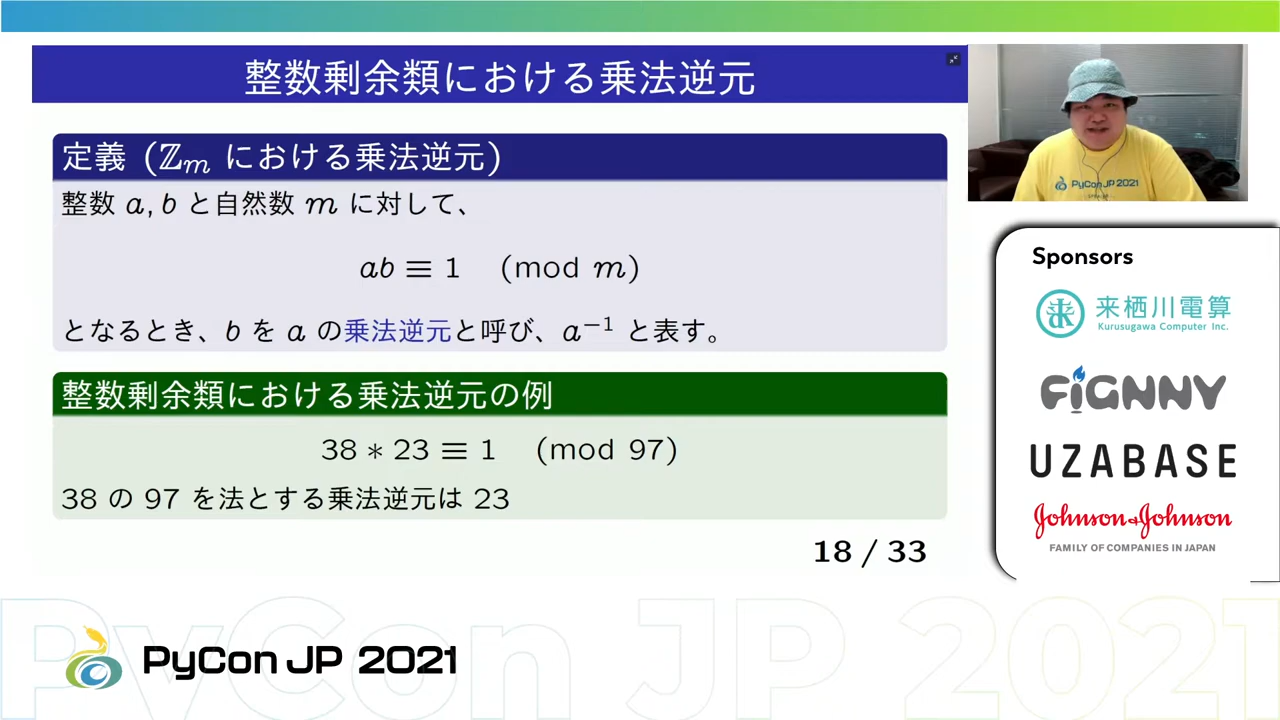 整数剰余類における乗法逆元
定義 (ℤm における乗法逆元)
整数 a, b と自然数 m に対して、
ab ≡ 1 (mod m)
となるとき、b を a の乗法逆元と呼び、a⁻¹ と表す。
整数剰余類における乗法逆元の例
38 * 23 ≡ 1 (mod 97)
38 の 97 を法とする乗法逆元は 23
18 / 33
PyCon JP 2021
Sponsors
来栖川電算
Kurusugawa Computer Inc.
FiGNNY
UZABASE
Johnson & Johnson
FAMILY OF COMPANIES IN JAPAN
PyCon JP 2021
PyCon JP 2021